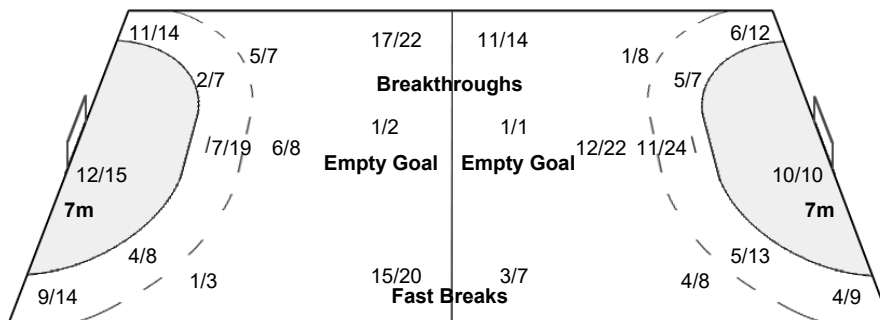 11/14 17/22 11/14 6/12
5/7 1/8
2/7 Breakthroughs 5/7
1/2 1/1
7/19 6/8 12/22 11/24
Empty Goal Empty Goal
12/15 10/10
7m 7m
4/8 5/13
1/3 15/20 3/7 4/8
9/14 Fast Breaks 4/9